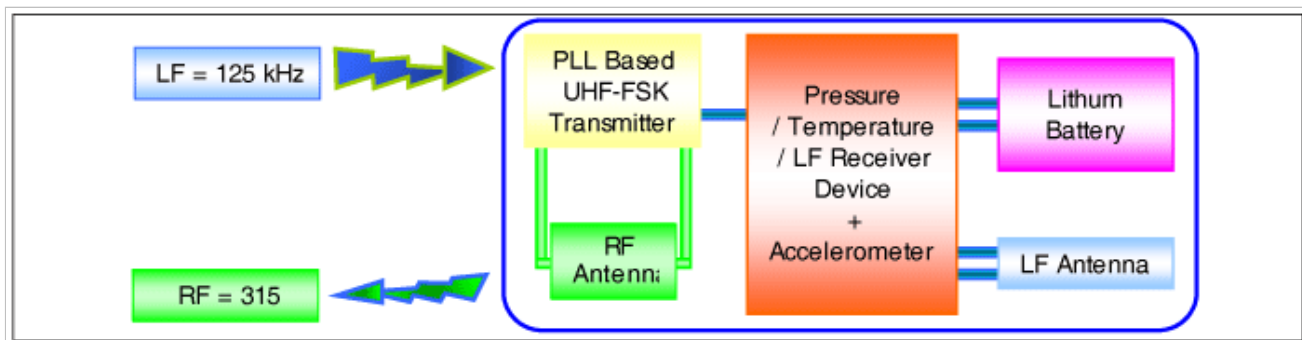 LF = 125 kHz
RF = 315
PLL Based
UHF-FSK
Transmitter
RF
Antenna
Pressure
/ Temperature
/ LF Receiver
Device
+
Accelerometer
Lithum
Battery
LF Antenna